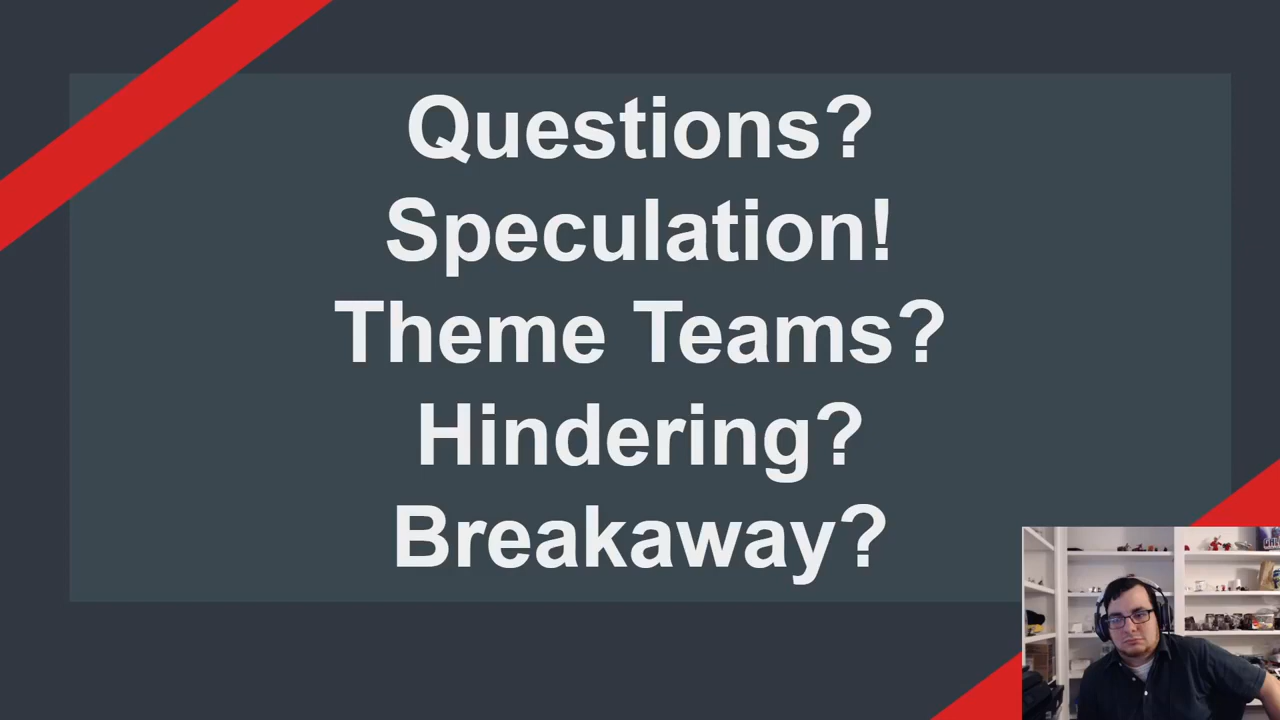 Questions?
Speculation!
Theme Teams?
Hindering?
Breakaway?